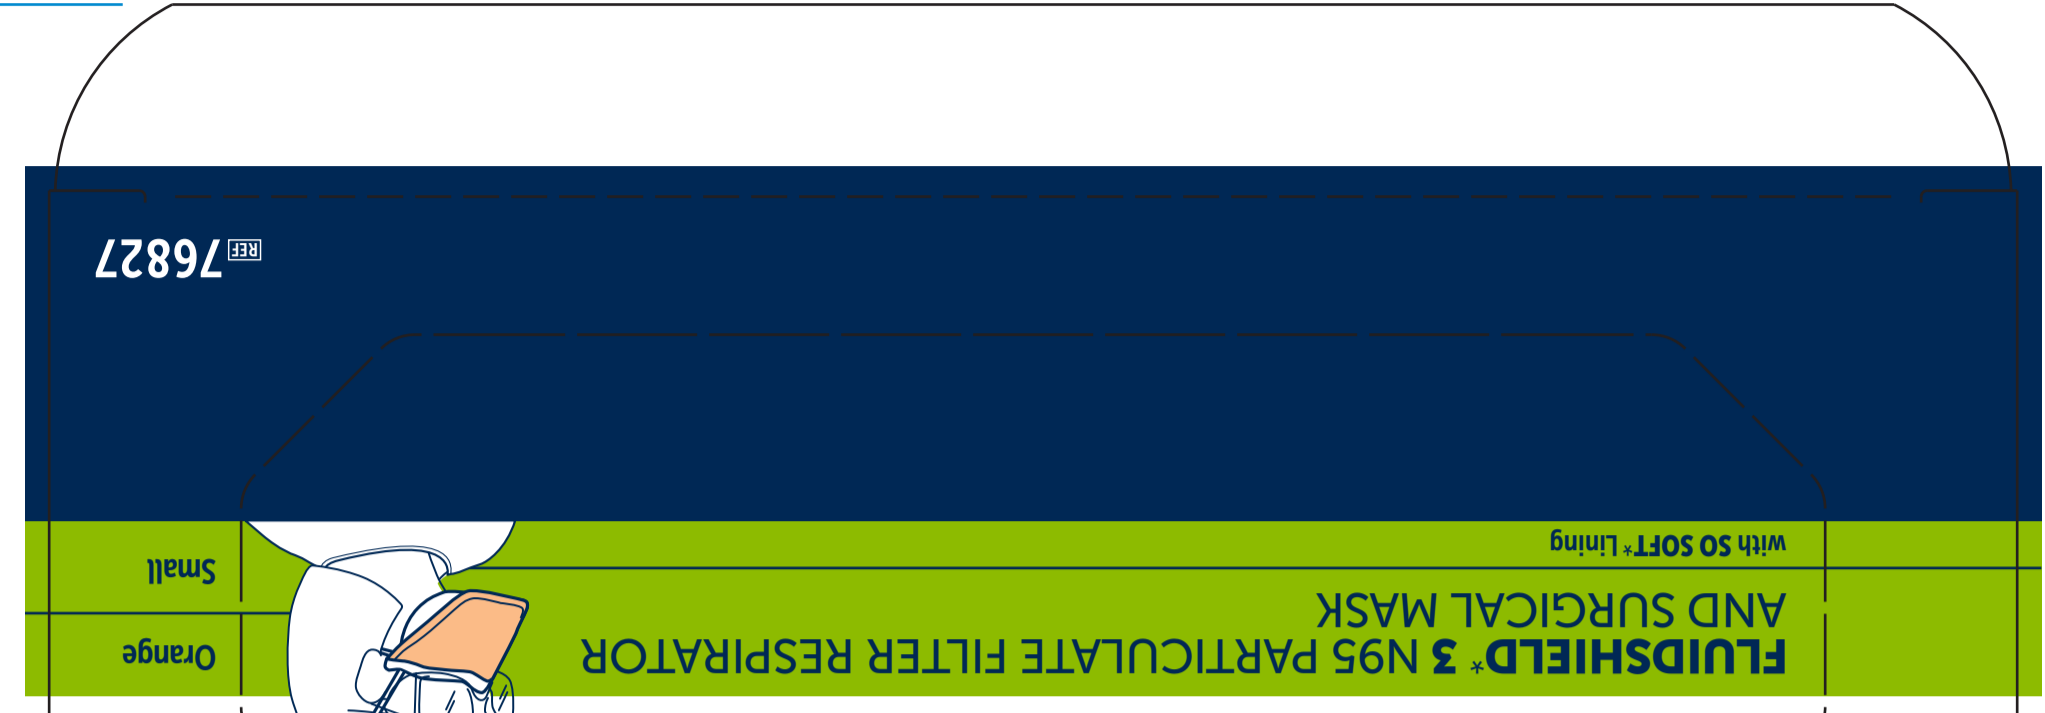 Orange
Small
FLUIDSHIELD* 3 N95 PARTICULATE FILTER RESPIRATOR
AND SURGICAL MASK
with SO SOFT* Lining
REF 76827